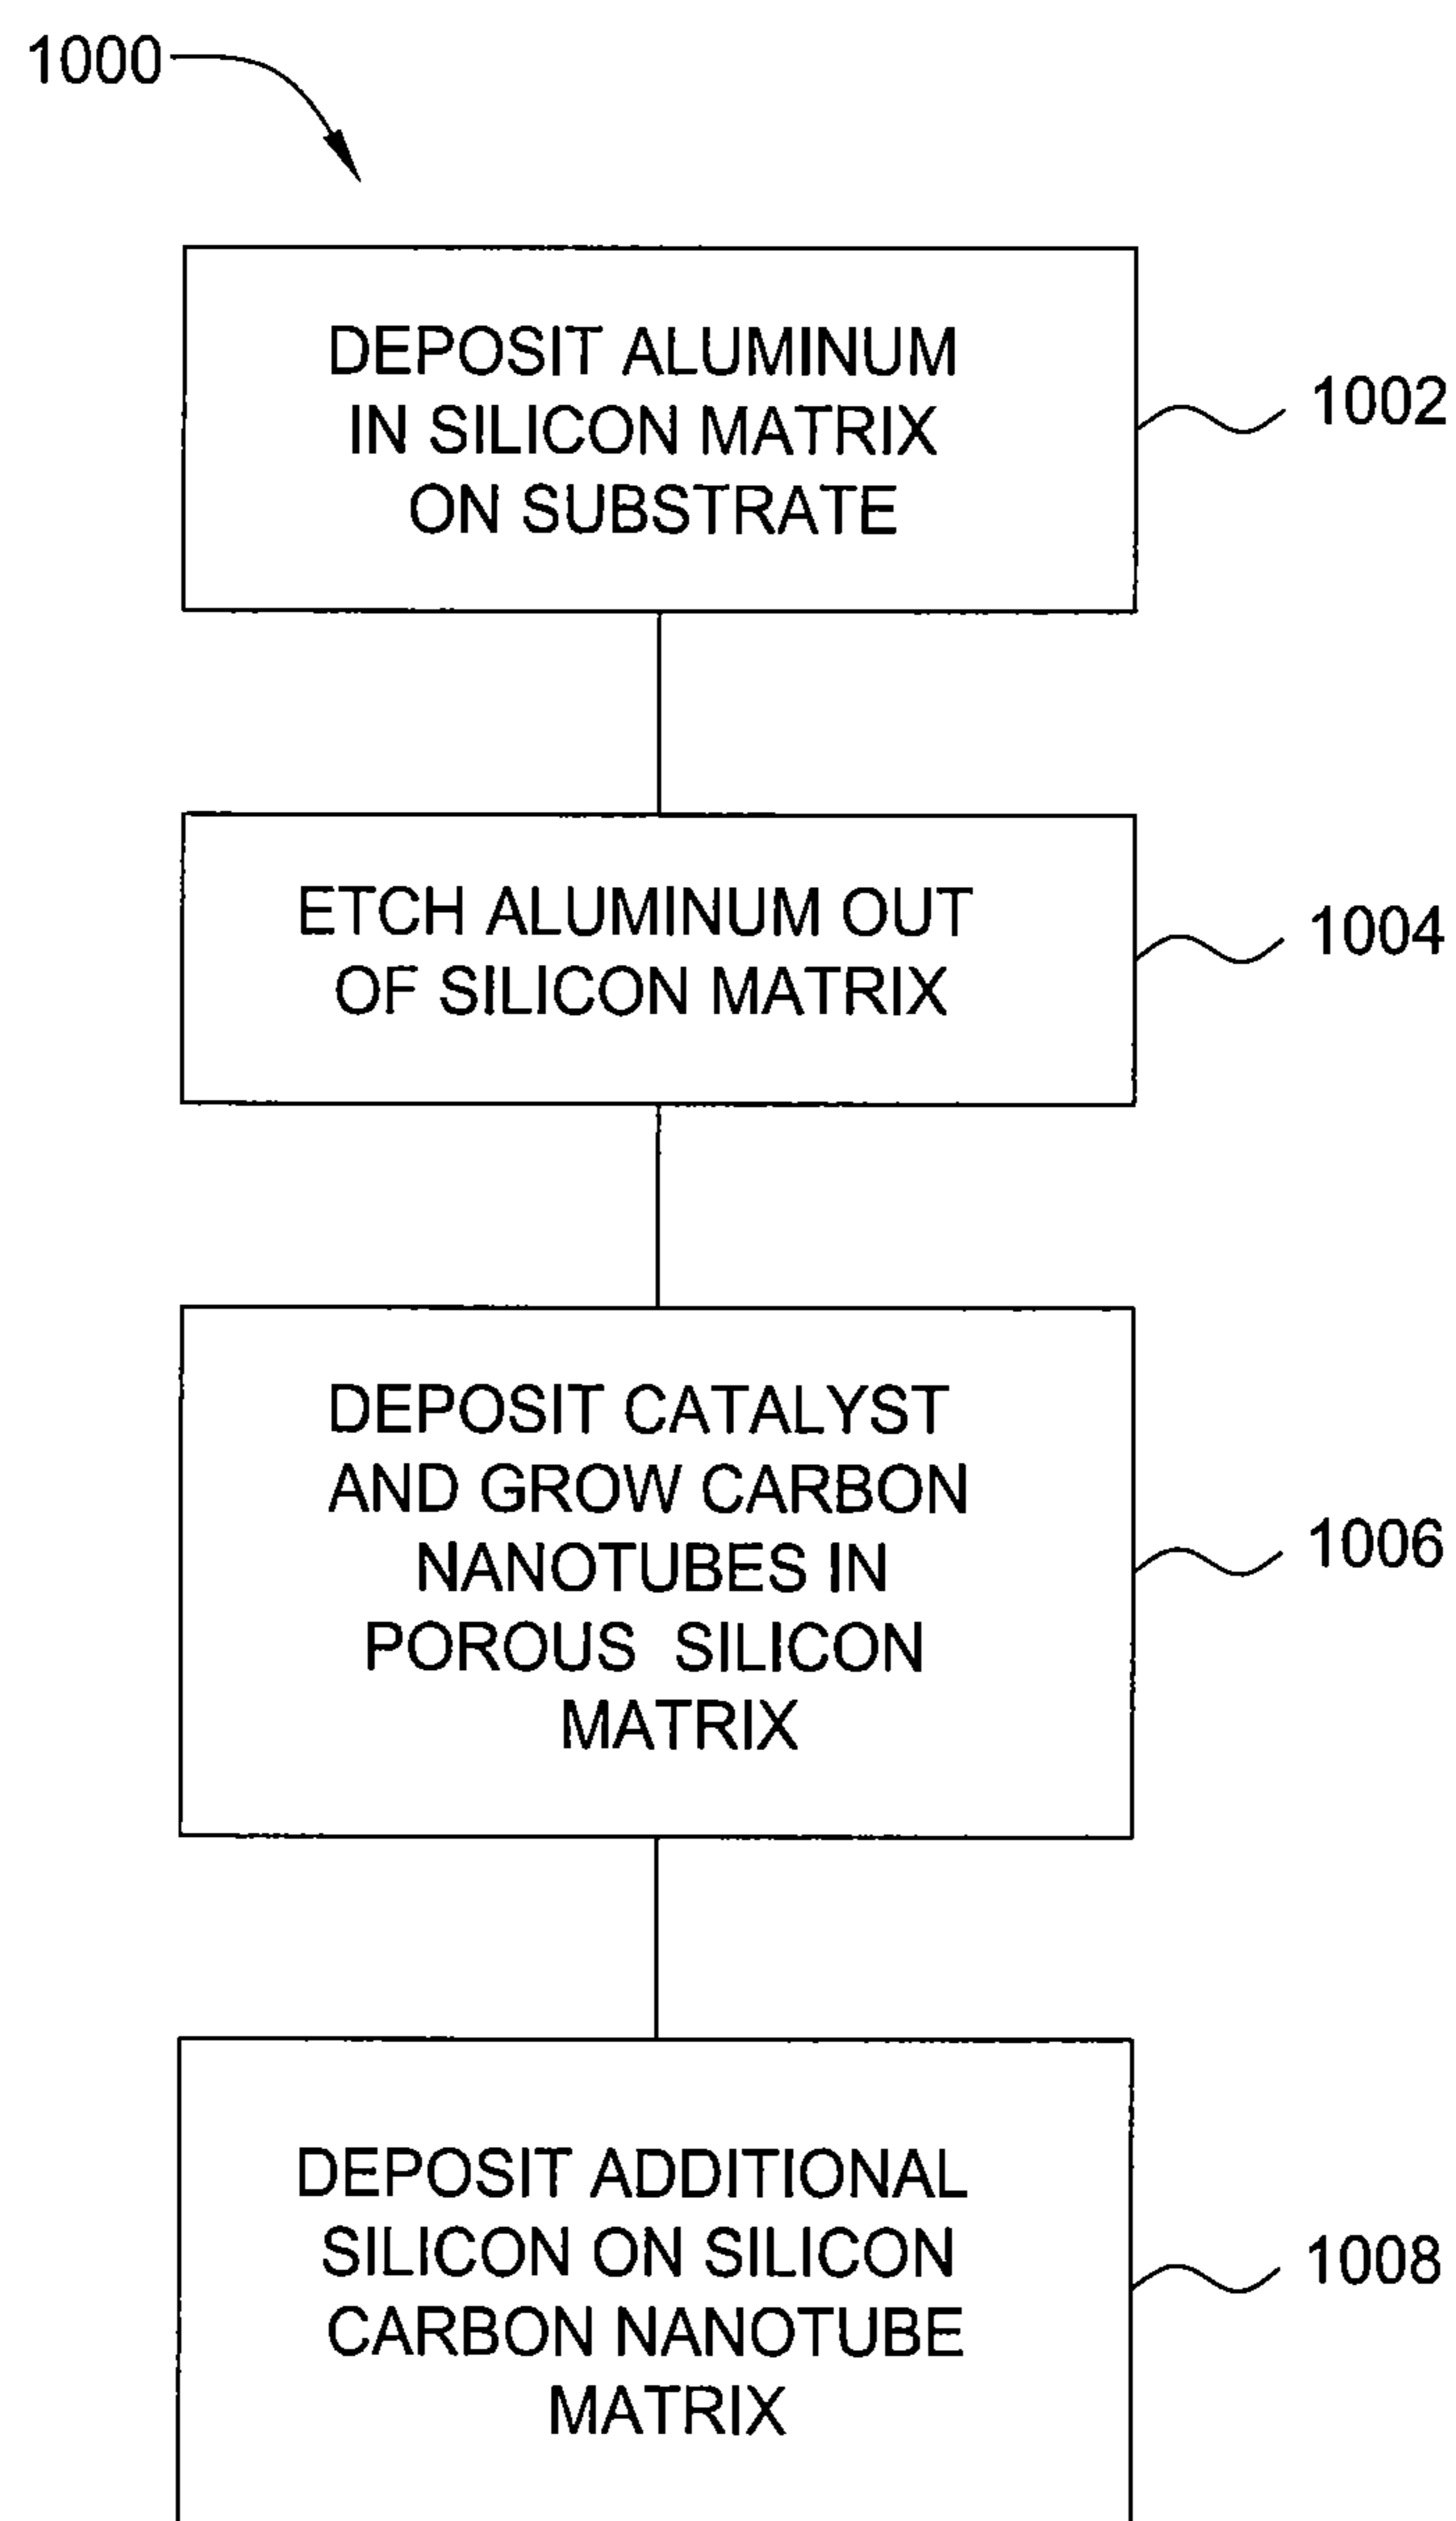 1000
DEPOSIT ALUMINUM
IN SILICON MATRIX
ON SUBSTRATE
1002
ETCH ALUMINUM OUT
OF SILICON MATRIX
1004
DEPOSIT CATALYST
AND GROW CARBON
NANOTUBES IN
POROUS SILICON
MATRIX
1006
DEPOSIT ADDITIONAL
SILICON ON SILICON
CARBON NANOTUBE
MATRIX
1008